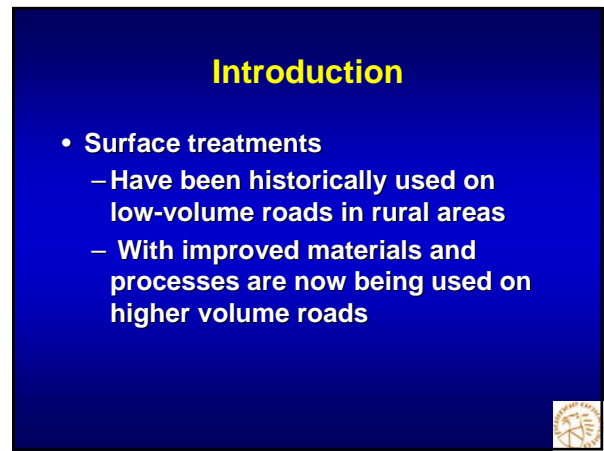 Introduction
• Surface treatments
– Have been historically used on
low-volume roads in rural areas
– With improved materials and
processes are now being used on
higher volume roads